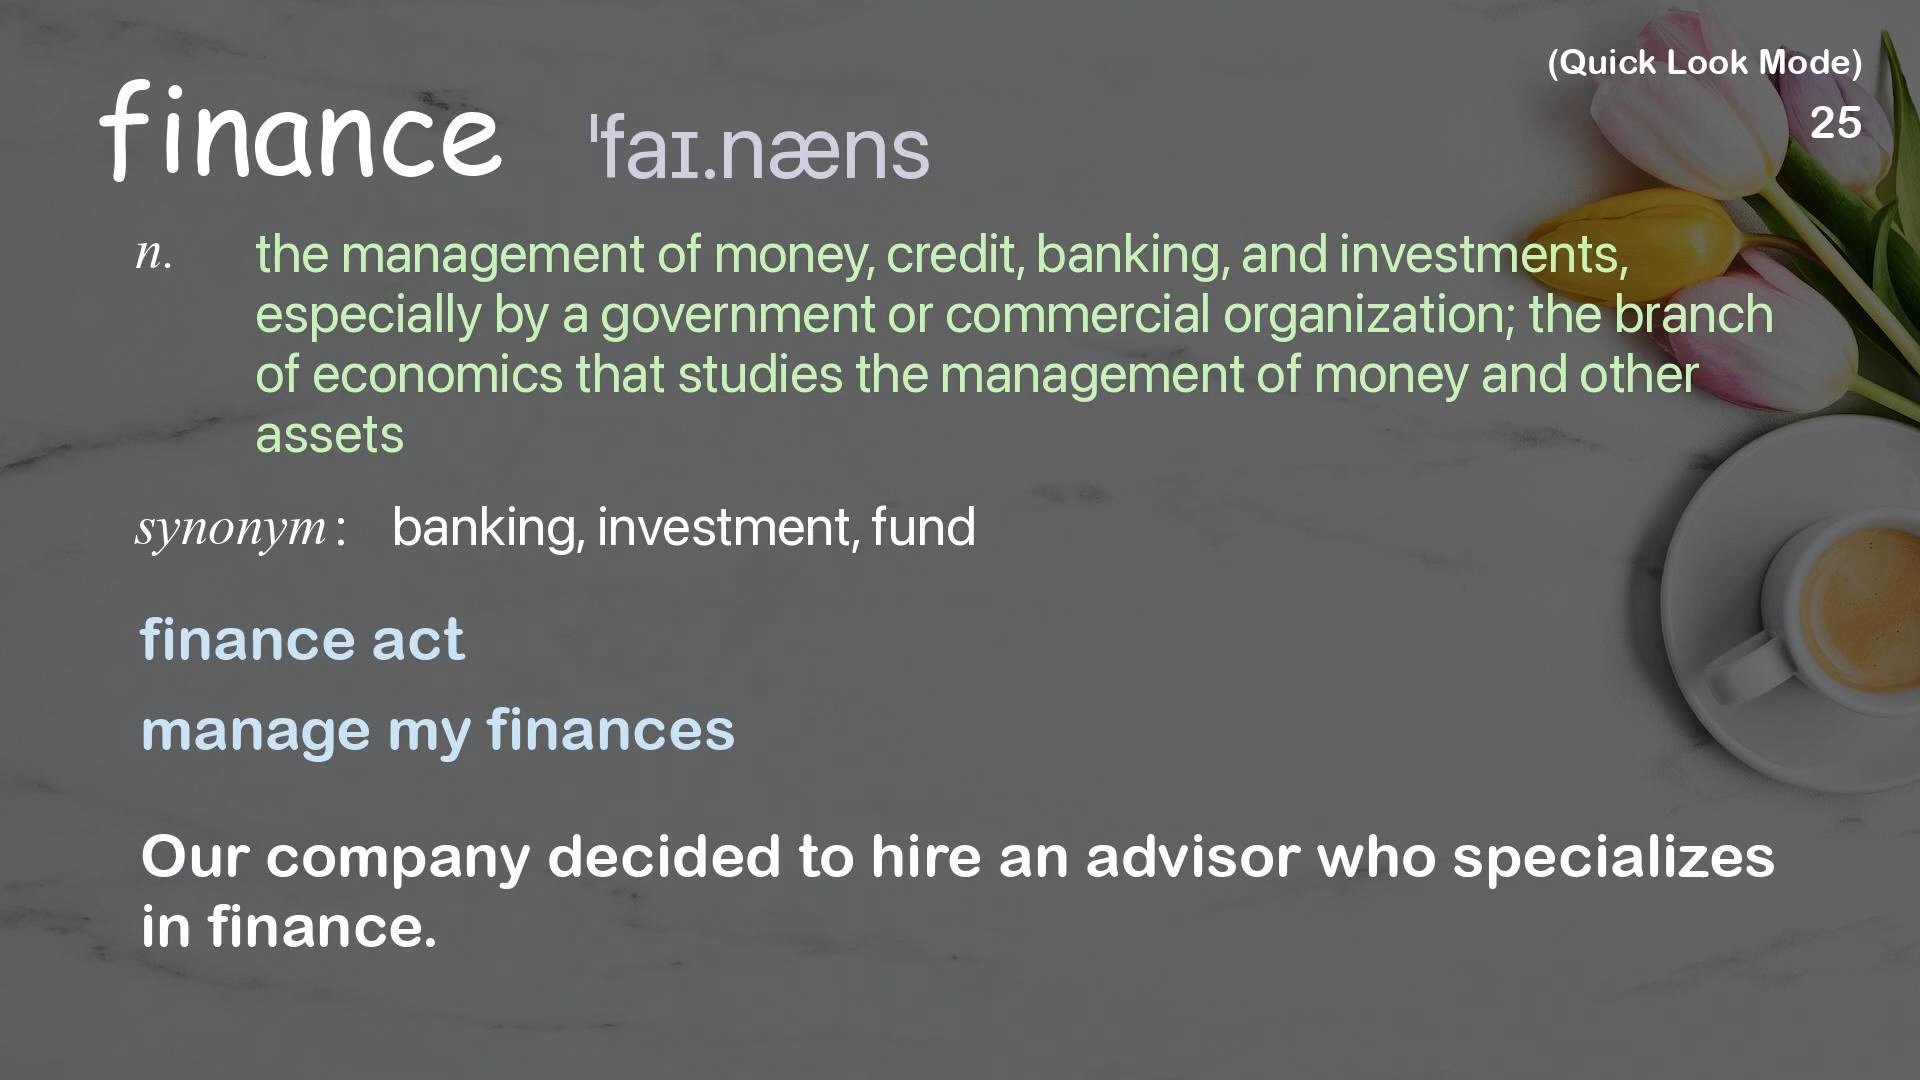 (Quick Look Mode)
25
finance ˈfaɪ.næns
n. the management of money, credit, banking, and investments,
especially by a government or commercial organization; the branch
of economics that studies the management of money and other
assets
synonym: banking, investment, fund
finance act
manage my finances
Our company decided to hire an advisor who specializes
in finance.